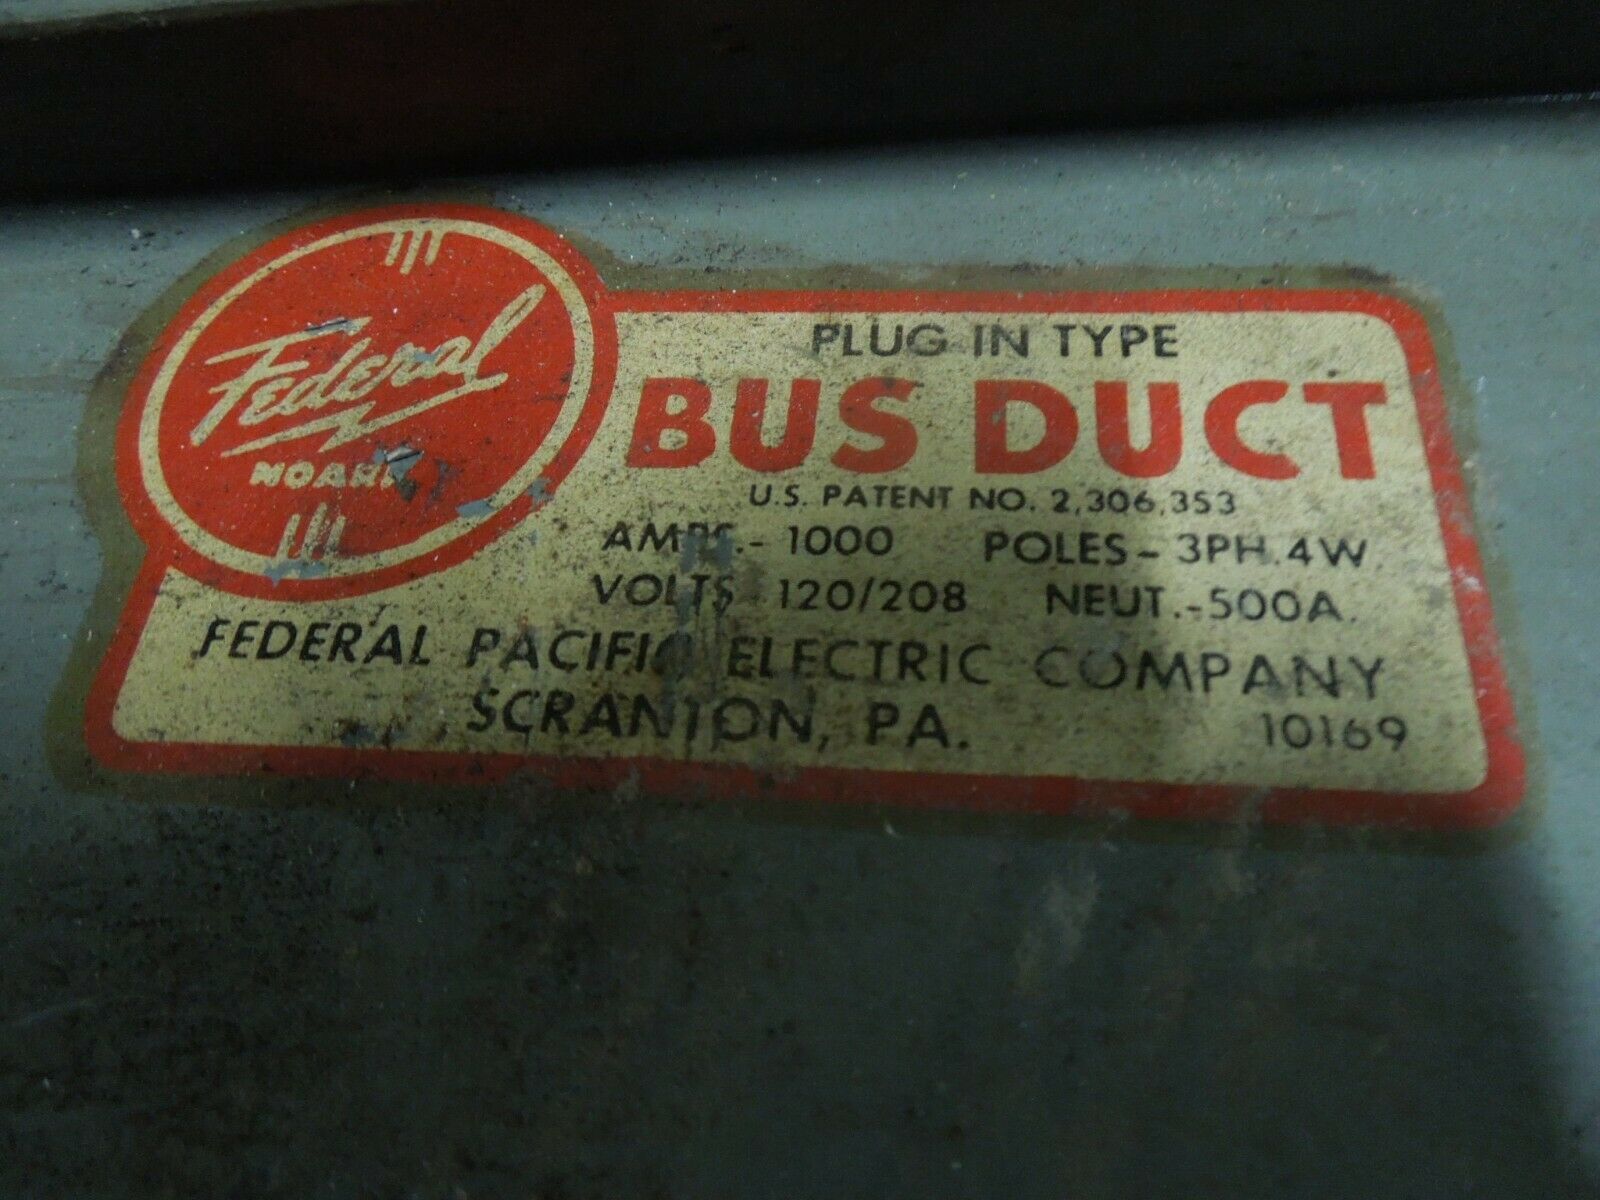 Federal
NOARK
PLUG IN TYPE
BUS DUCT
U.S. PATENT NO. 2,306,353
AMPS.- 1000 POLES- 3PH. 4W
VOLTS 120/208 NEUT.-500A.
FEDERAL PACIFIC ELECTRIC COMPANY
SCRANTON, PA. 10169